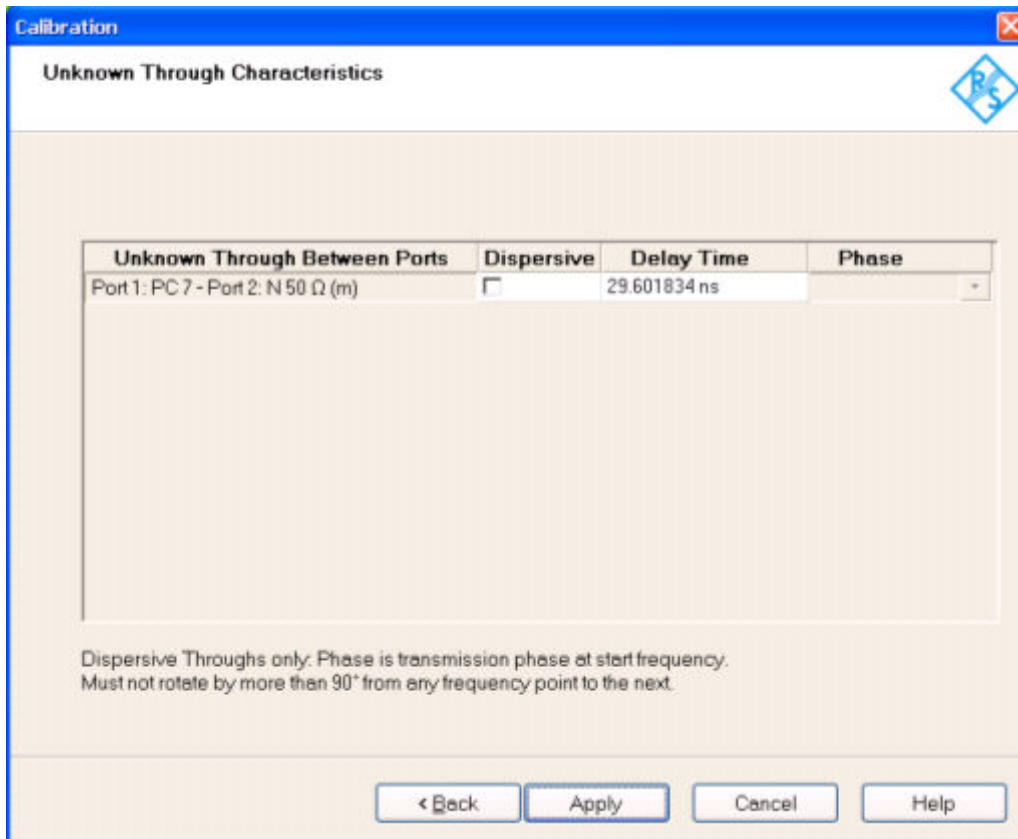 Calibration
Unknown Through Characteristics
R
S
Unknown Through Between Ports Dispersive Delay Time Phase
Port 1: PC 7 - Port 2: N 50 Ω (m) 29.601834 ns
Dispersive Throughs only: Phase is transmission phase at start frequency.
Must not rotate by more than 90° from any frequency point to the next.
< Back Apply Cancel Help